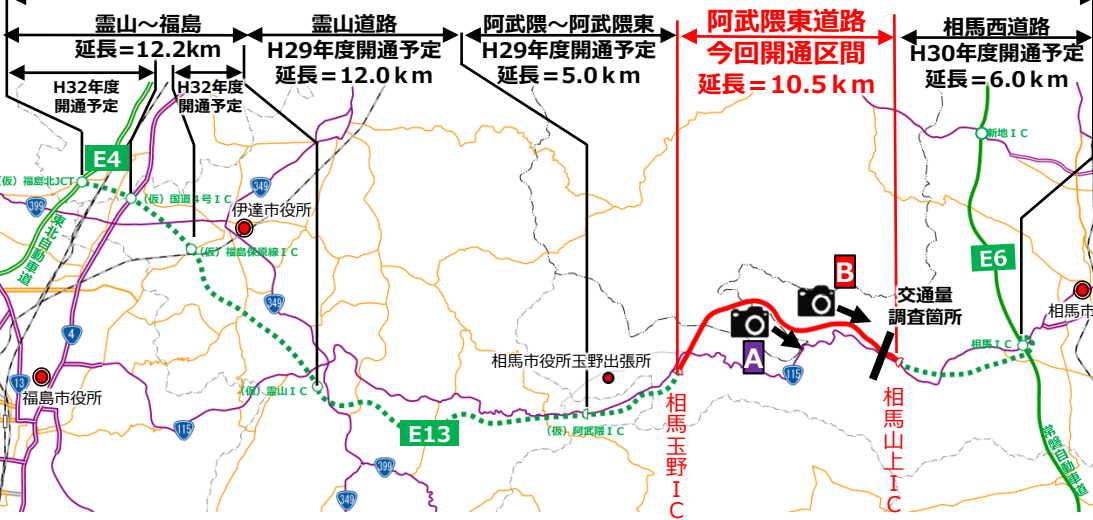 霊山～福島
延長＝12.2km
H32年度
開通予定
H32年度
開通予定
霊山道路
H29年度開通予定
延長＝12.0ｋｍ
阿武隈～阿武隈東
H29年度開通予定
延長＝5.0ｋｍ
阿武隈東道路
今回開通区間
延長＝10.5ｋｍ
相馬西道路
H30年度開通予定
延長＝6.0ｋｍ
E4
（仮）福島北JCT
399
東北自動車道
（仮）国道4号ＩＣ
349
伊達市役所
（仮）福島保原線ＩＣ
349
4
13
福島市役所
115
（仮）霊山ＩＣ
E13
399
349
相馬市役所玉野出張所
（仮）阿武隈ＩＣ
相馬玉野ＩＣ
A
B
115
交通量
調査箇所
相馬山上ＩＣ
新地ＩＣ
E6
相馬市
相馬ＩＣ
常磐自動車道